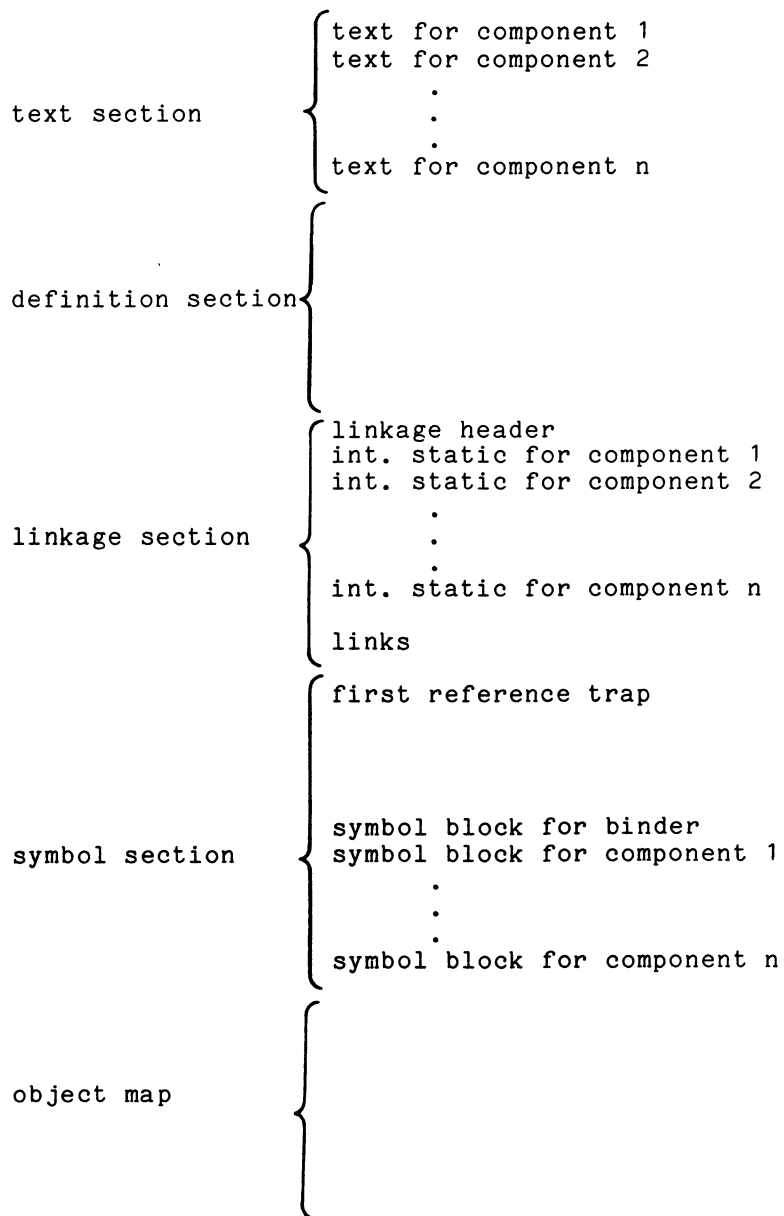 text for component 1
text for component 2
.
text section
.
.
text for component n
definition section
linkage header
int. static for component 1
int. static for component 2
.
linkage section
.
.
int. static for component n
links
first reference trap
symbol block for binder
symbol section
symbol block for component 1
.
.
.
symbol block for component n
object map